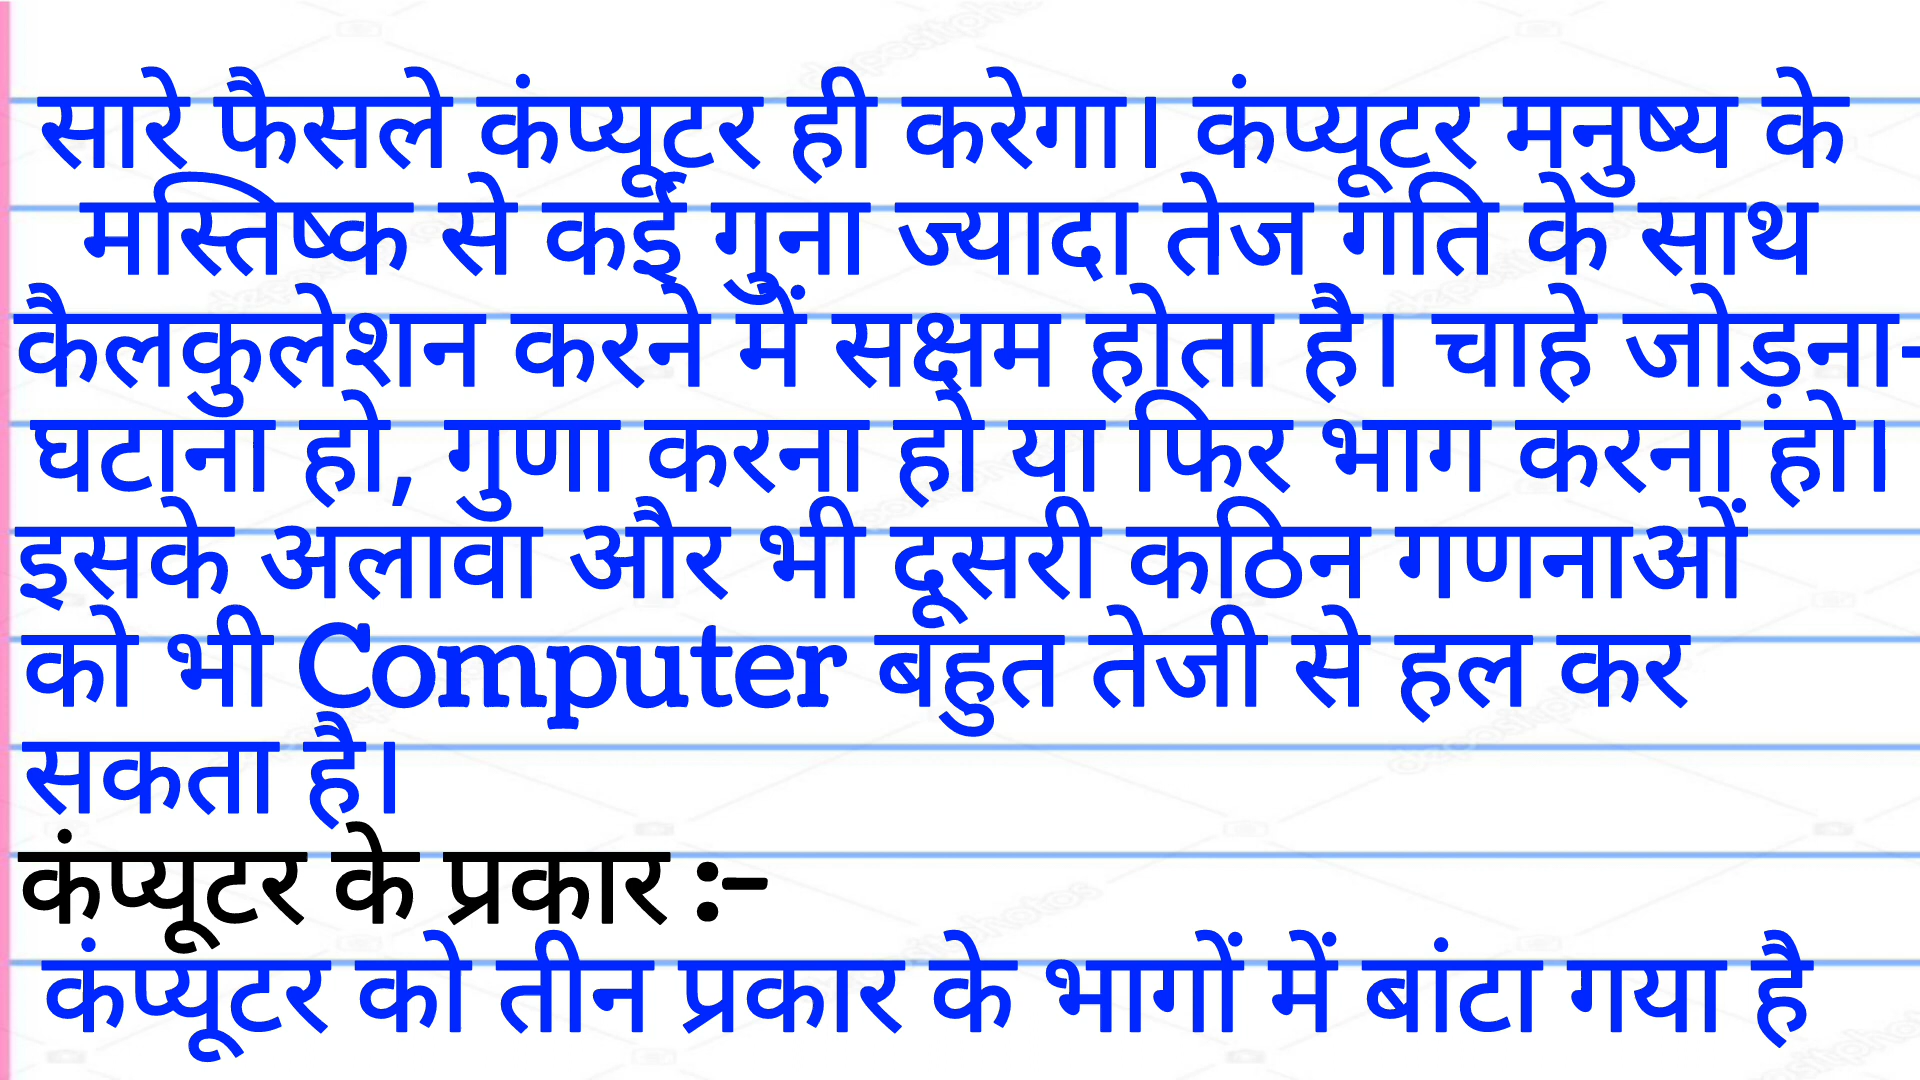 सारे फैसले कंप्यूटर ही करेगा। कंप्यूटर मनुष्य के
मस्तिष्क से कई गुना ज्यादा तेज गति के साथ
कैलकुलेशन करने में सक्षम होता है। चाहे जोड़ना-
घटाना हो, गुणा करना हो या फिर भाग करना हो।
इसके अलावा और भी दूसरी कठिन गणनाओं
को भी Computer बहुत तेजी से हल कर
सकता है।
कंप्यूटर के प्रकार :-
कंप्यूटर को तीन प्रकार के भागों में बांटा गया है